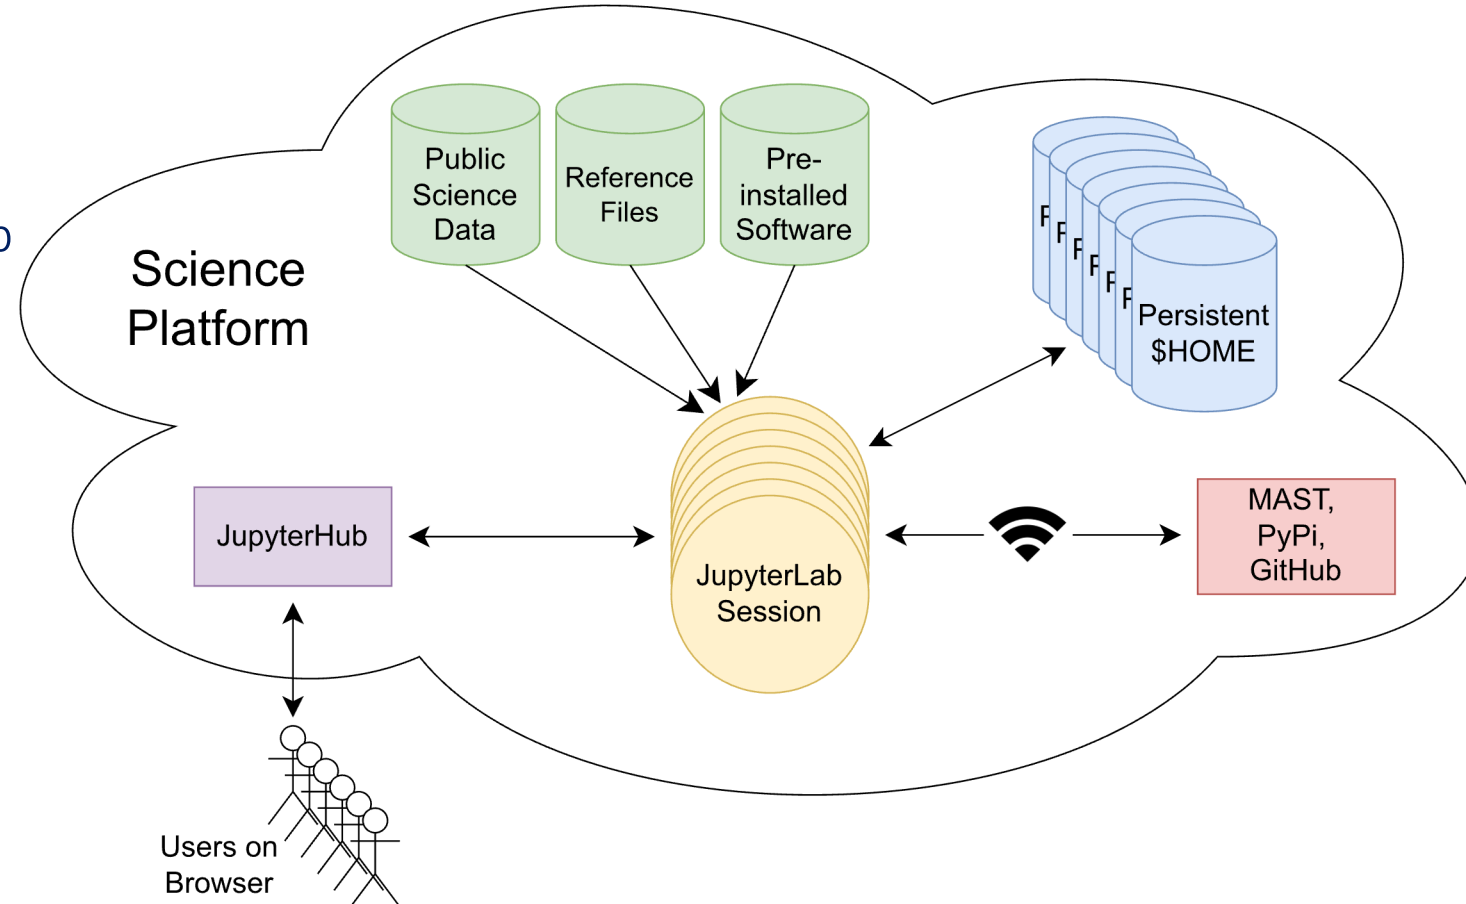 Public
Science
Data
Reference
Files
Pre-
installed
Software
Science
Platform
F
F
F
F
F
F
Persistent
$HOME
JupyterHub
JupyterLab
Session
MAST,
PyPi,
GitHub
Users on
Browser